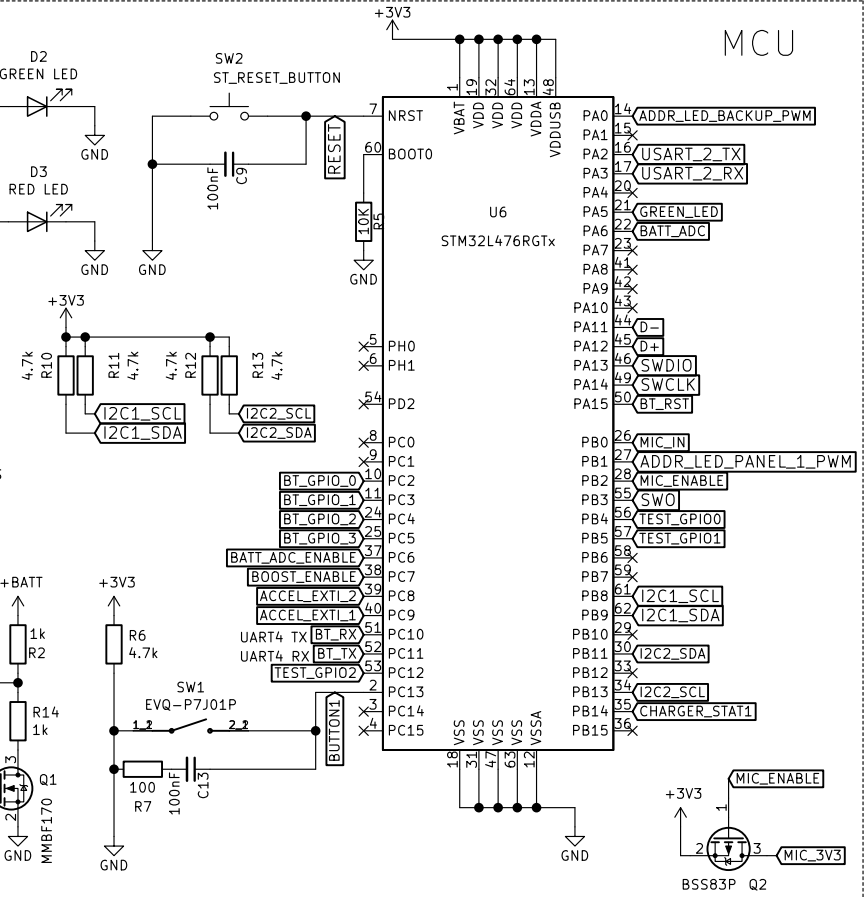 MCU
+3V3
D2
GREEN LED
GND
D3
RED LED
GND
SW2
ST_RESET_BUTTON
100nF
C9
GND
RESET
10K
R5
GND
1 19 32 64 13 48
VBAT VDD VDD VDD VDDA VDDUSB
U6
STM32L476RGTx
7 NRST
60 BOOT0
5 PH0
6 PH1
54 PD2
8 PC0
9 PC1
BT_GPIO_0 10 PC2
BT_GPIO_1 11 PC3
BT_GPIO_2 24 PC4
BT_GPIO_3 25 PC5
BATT_ADC_ENABLE 37 PC6
BOOST_ENABLE 38 PC7
ACCEL_EXTI_2 39 PC8
ACCEL_EXTI_1 40 PC9
UART4 TX BT_RX 51 PC10
UART4 RX BT_TX 52 PC11
TEST_GPIO2 53 PC12
2 PC13
3 PC14
4 PC15
PA0 14 ADDR_LED_BACKUP_PWM
PA1 15
PA2 16 USART_2_TX
PA3 17 USART_2_RX
PA4 20
PA5 21 GREEN_LED
PA6 22 BATT_ADC
PA7 23
PA8 41
PA9 42
PA10 43
PA11 44 D-
PA12 45 D+
PA13 46 SWDIO
PA14 49 SWCLK
PA15 50 BT_RST
PB0 26 MIC_IN
PB1 27 ADDR_LED_PANEL_1_PWM
PB2 28 MIC_ENABLE
PB3 55 SWO
PB4 56 TEST_GPIO0
PB5 57 TEST_GPIO1
PB6 58
PB7 59
PB8 61 I2C1_SCL
PB9 62 I2C1_SDA
PB10 29
PB11 30 I2C2_SDA
PB12 33
PB13 34 I2C2_SCL
PB14 35 CHARGER_STAT1
PB15 36
VSS VSS VSS VSS VSSA
18 31 47 63 12
GND
+3V3
4.7k R10
R11 4.7k
4.7k R12
R13 4.7k
I2C1_SCL
I2C1_SDA
I2C2_SCL
I2C2_SDA
+BATT
1k
R2
R14
1k
3
Q1
2
MMBF170
GND
+3V3
R6
4.7k
SW1
EVQ-P7J01P
BUTTON1
100
R7
100nF
C13
GND
MIC_ENABLE
+3V3
1
2
3
MIC_3V3
BSS83P Q2